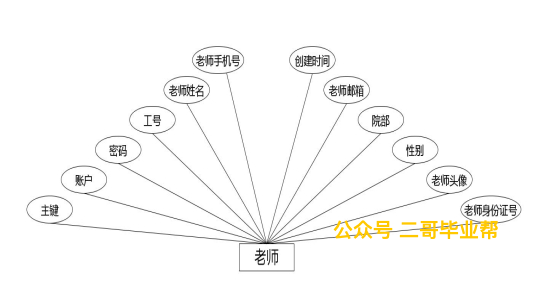 老师手机号
创建时间
老师姓名
老师邮箱
工号
院部
密码
性别
账户
老师头像
主键
老师身份证号
公众号 二哥毕业帮
老师